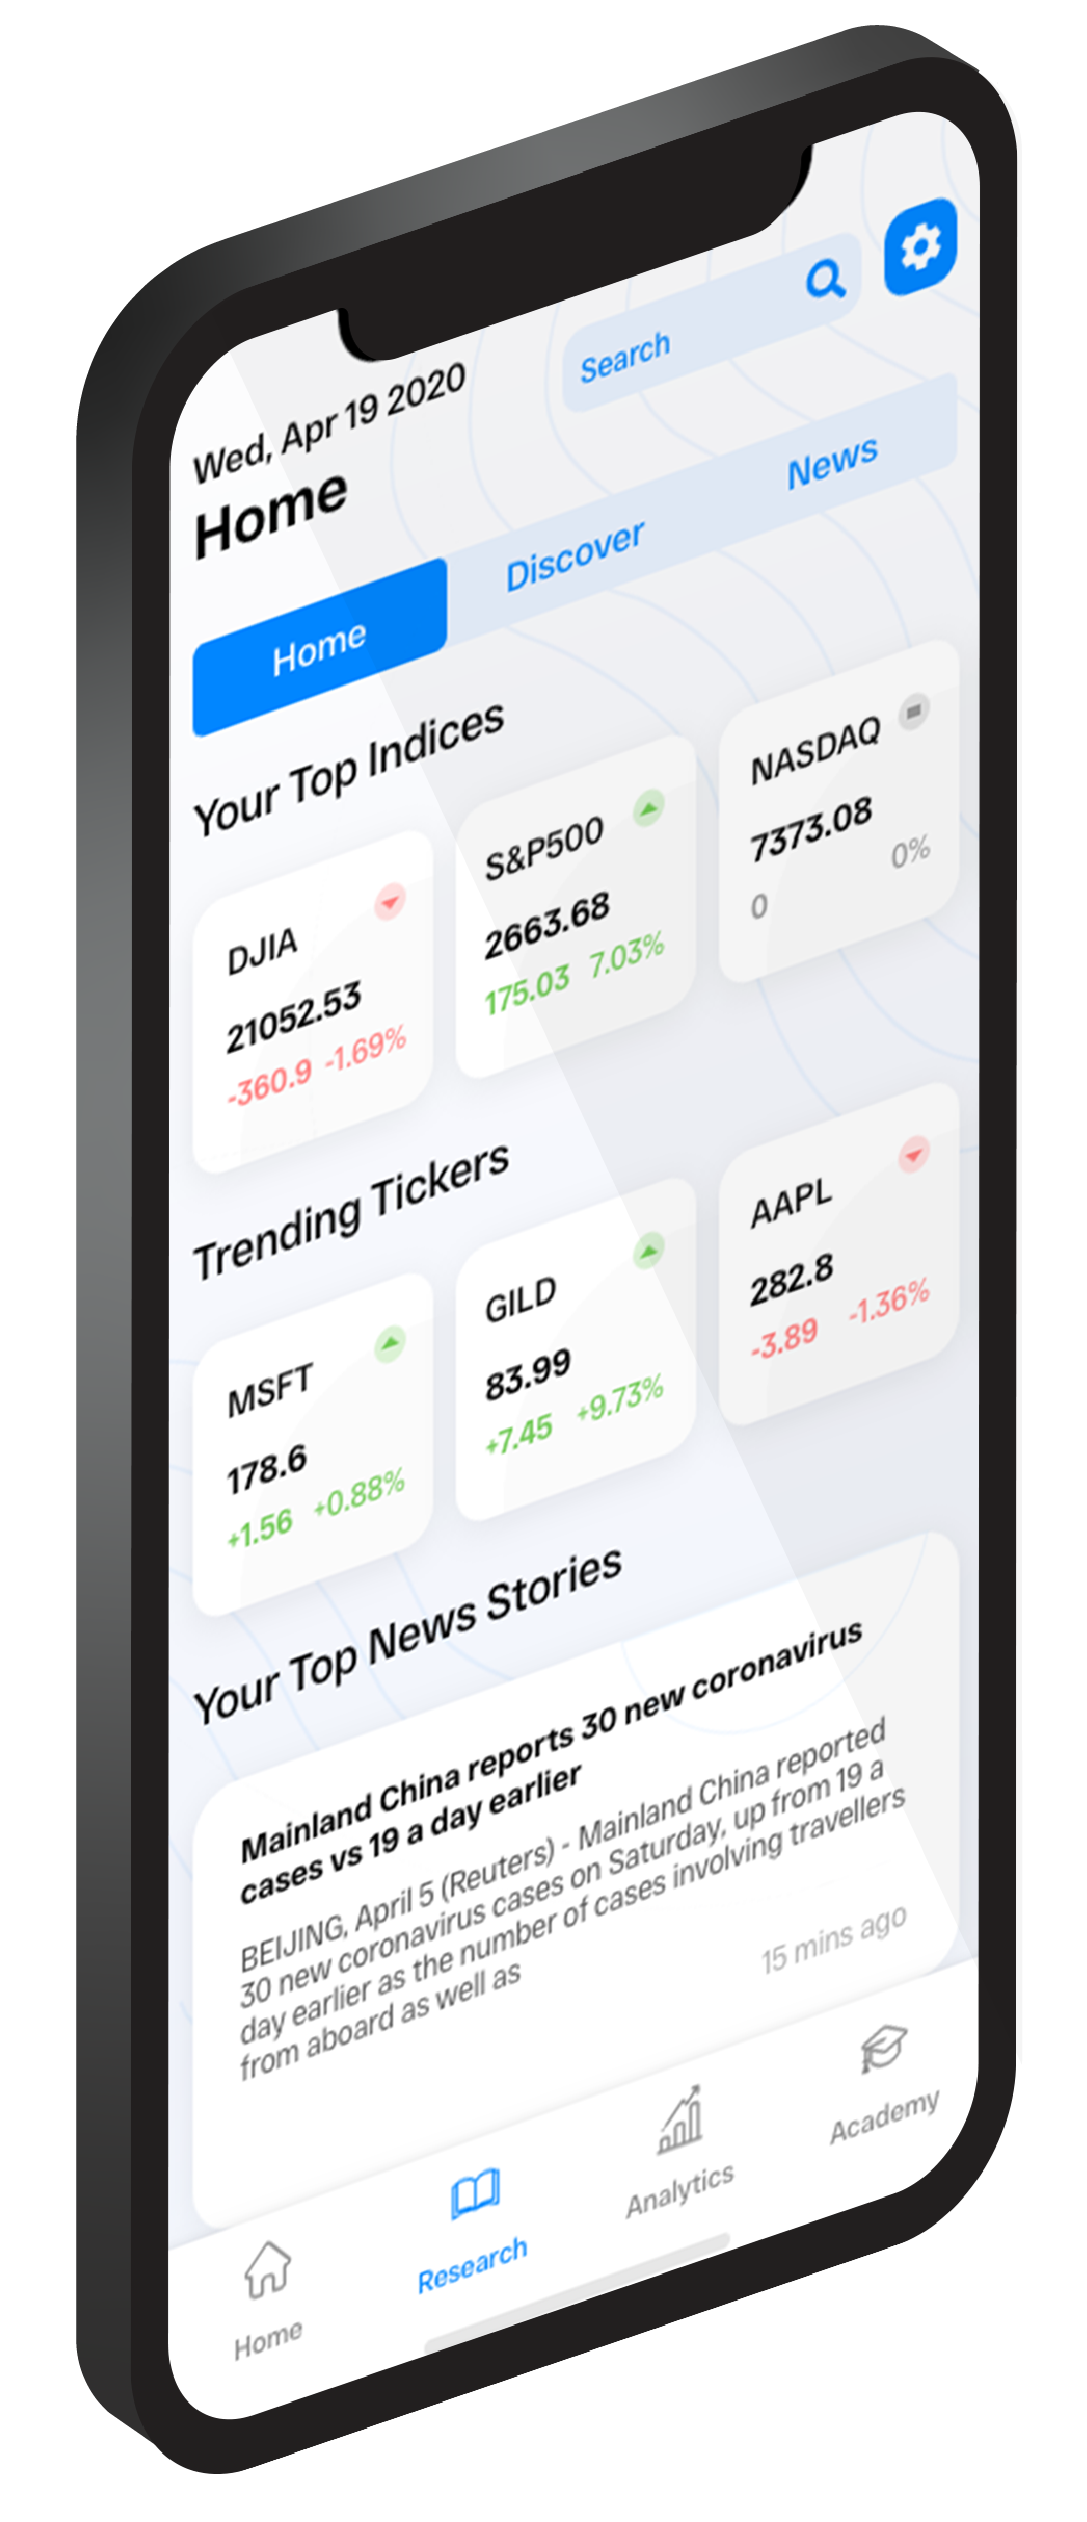 Wed, Apr 19 2020
Search
Home
Home
Discover
News
Your Top Indices
DJIA
21052.53
-360.9 -1.69%
S&P500
2663.68
175.03 7.03%
NASDAQ
7373.08
0 0%
Trending Tickers
MSFT
178.6
+1.56 +0.88%
GILD
83.99
+7.45 +9.73%
AAPL
282.8
-3.89 -1.36%
Your Top News Stories
Mainland China reports 30 new coronavirus
cases vs 19 a day earlier
BEIJING, April 5 (Reuters) - Mainland China reported
30 new coronavirus cases on Saturday, up from 19 a
day earlier as the number of cases involving travellers
from aboard as well as
15 mins ago
Home
Research
Analytics
Academy